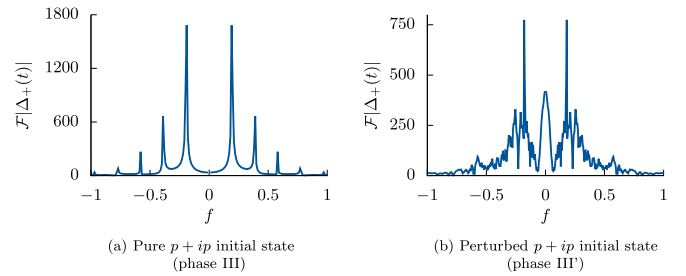 1800
1200
600
0
−1
−0.5
0
0.5
1
F|Δ₊(t)|
f
750
500
250
0
−1
−0.5
0
0.5
1
F|Δ₊(t)|
f
(a) Pure p + ip initial state
(phase III)
(b) Perturbed p + ip initial state
(phase III')